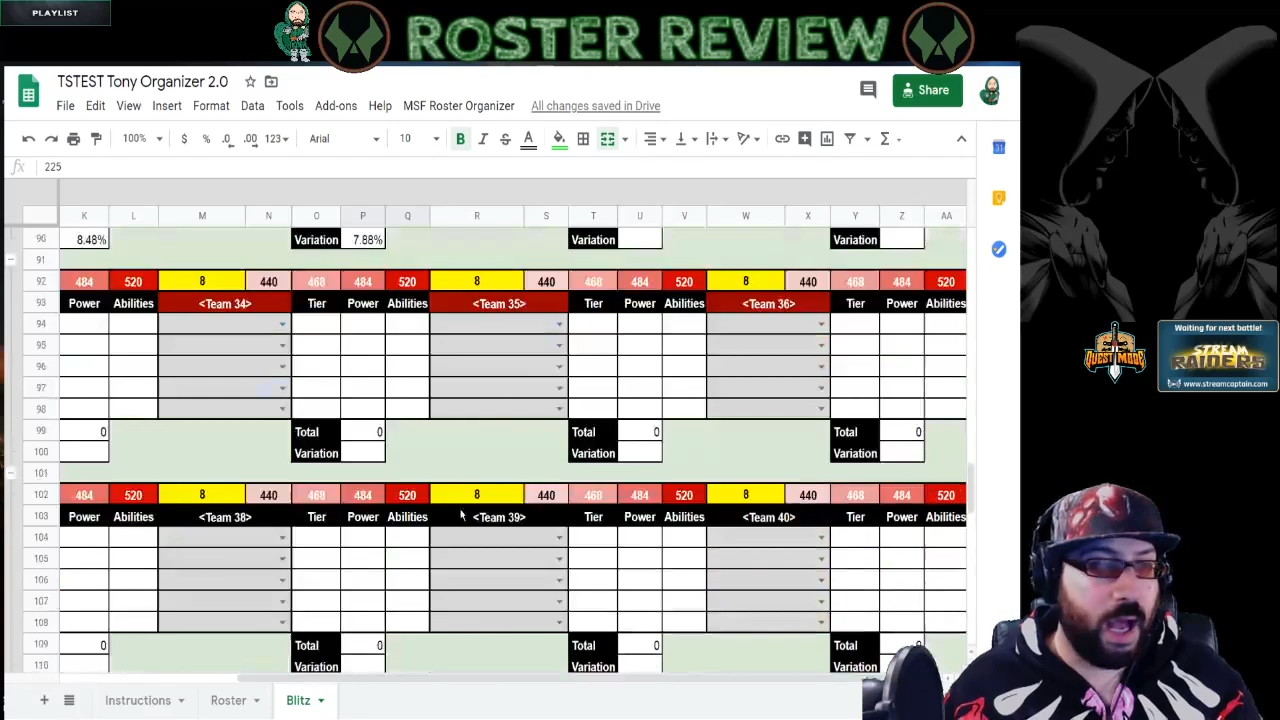 PLAYLIST
ROSTER REVIEW
TSTEST Tony Organizer 2.0
File Edit View Insert Format Data Tools Add-ons Help MSF Roster Organizer All changes saved in Drive
Share
100% $ % .0 .00 123 Arial 10 B I S A Σ
fx 225
K L M N O P Q R S T U V W X Y Z AA
90 8.48% Variation 7.88% Variation Variation
91
92 484 520 8 440 468 484 520 8 440 468 484 520 8 440 468 484 520
93 Power Abilities <Team 34> Tier Power Abilities <Team 35> Tier Power Abilities <Team 36> Tier Power Abilities
94
95
96
97
98
99 0 Total 0 Total 0 Total 0
100 Variation Variation Variation
101
102 484 520 8 440 468 484 520 8 440 468 484 520 8 440 468 484 520
103 Power Abilities <Team 38> Tier Power Abilities <Team 39> Tier Power Abilities <Team 40> Tier Power Abilities
104
105
106
107
108
109 0 Total 0 Total 0 Total 0
110 Variation Variation Variation
+ Instructions Roster Blitz
QUEST MODE
Waiting for next battle!
STREAM
RAIDERS
www.streamcaptain.com
31